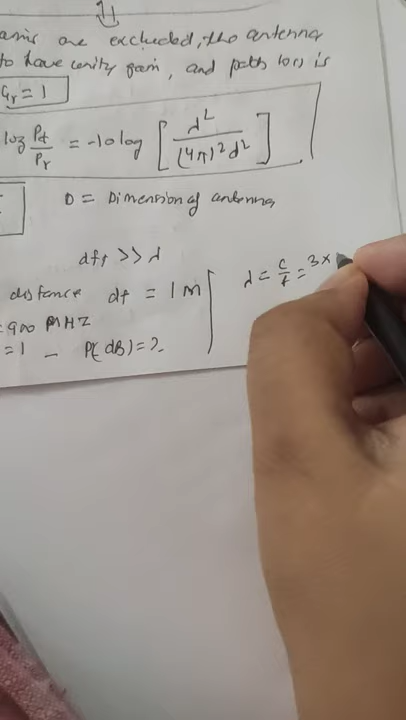 are excluded, the antenna
to have unity gain, and path loss is
Gr = 1
log Pt/Pr = -10 log [ λ² / (4π)² d² ]
D = Dimension of antenna,
df, >> λ
distance df = 1 m
=900 MHZ
=1 - P(dB)=?
λ = c/f = 3×